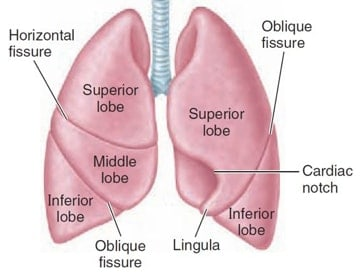 Horizontal
fissure
Oblique
fissure
Superior
lobe
Superior
lobe
Middle
lobe
Cardiac
notch
Inferior
lobe
Inferior
lobe
Oblique
fissure
Lingula